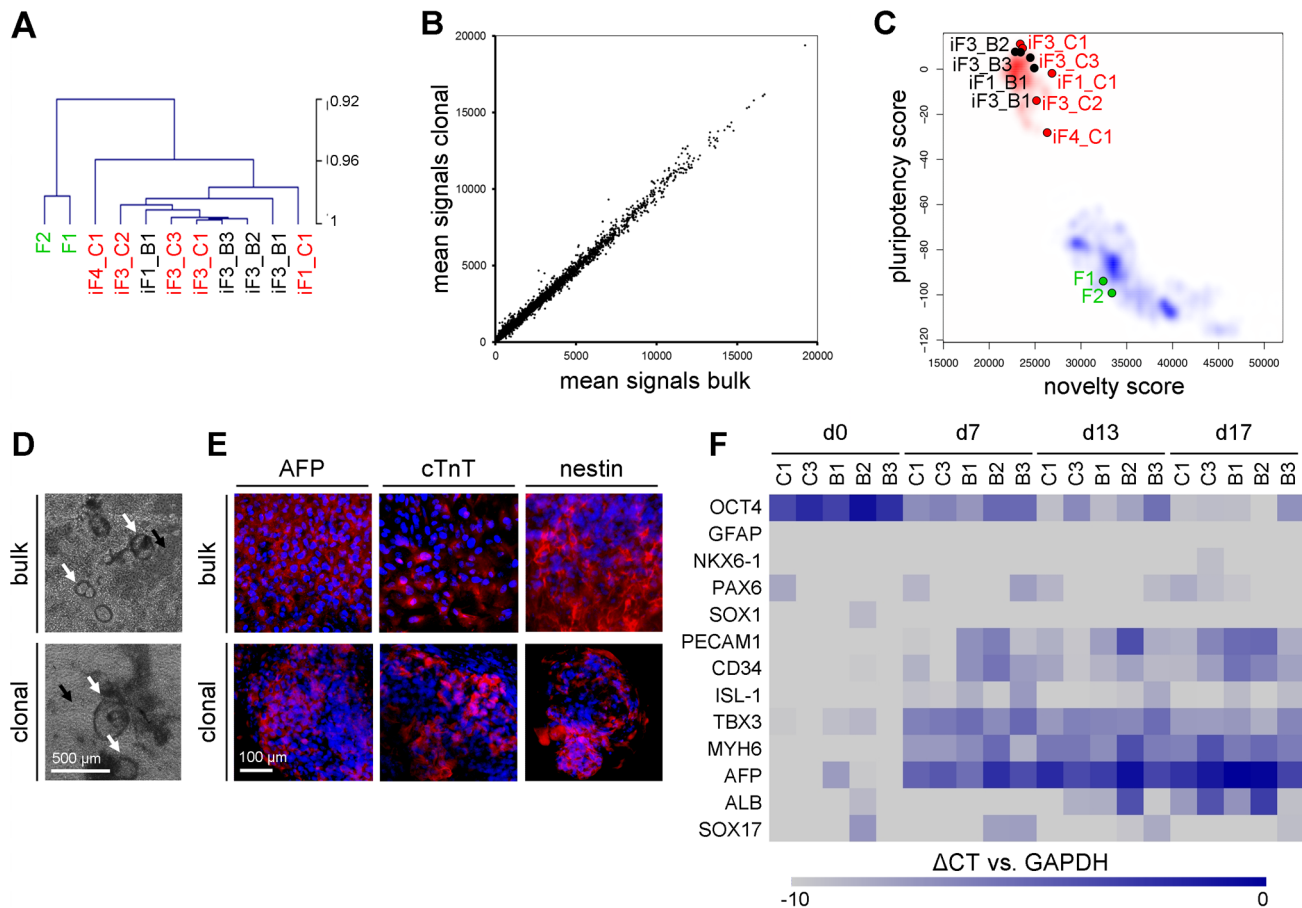 A
0.92
0.96
1
F2
F1
iF4_C1
iF3_C2
iF1_B1
iF3_C3
iF3_C1
iF3_B3
iF3_B2
iF3_B1
iF1_C1
B
mean signals clonal
20000
15000
10000
5000
0
0 5000 10000 15000 20000
mean signals bulk
C
pluripotency score
0
-20
-40
-60
-80
-100
-120
iF3_B2 iF3_C1
iF3_B3 iF3_C3
iF1_B1 iF1_C1
iF3_B1 iF3_C2
iF4_C1
F1
F2
15000 20000 25000 30000 35000 40000 45000 50000
novelty score
D
bulk
clonal
500 µm
E
AFP cTnT nestin
bulk
clonal
100 µm
F
d0 d7 d13 d17
C1 C3 B1 B2 B3 C1 C3 B1 B2 B3 C1 C3 B1 B2 B3 C1 C3 B1 B2 B3
OCT4
GFAP
NKX6-1
PAX6
SOX1
PECAM1
CD34
ISL-1
TBX3
MYH6
AFP
ALB
SOX17
ΔCT vs. GAPDH
-10 0